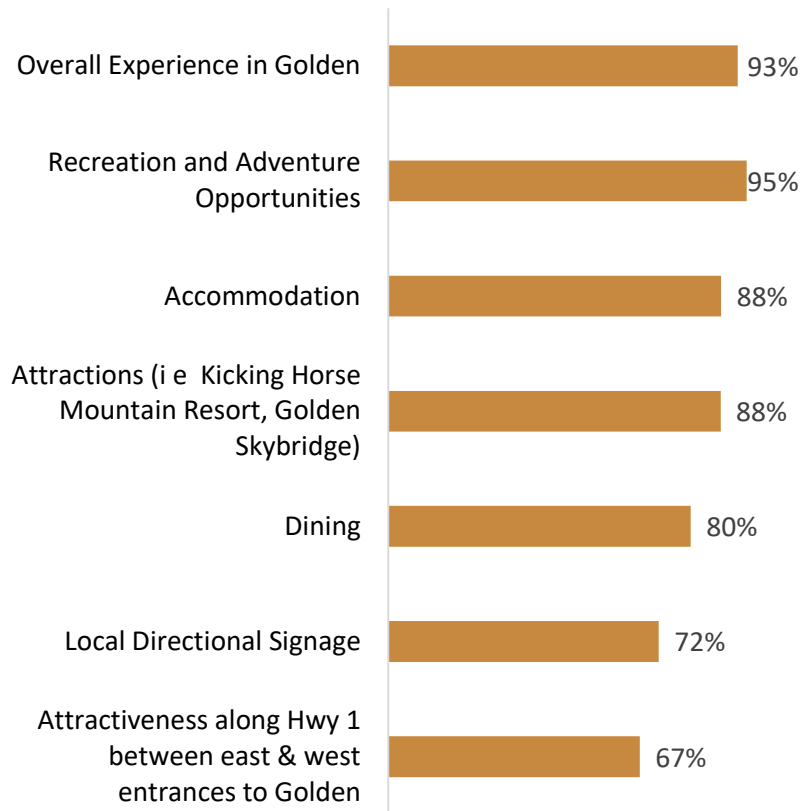 Overall Experience in Golden
93%
Recreation and Adventure
Opportunities
95%
Accommodation
88%
Attractions (i e Kicking Horse
Mountain Resort, Golden
Skybridge)
88%
Dining
80%
Local Directional Signage
72%
Attractiveness along Hwy 1
between east & west
entrances to Golden
67%